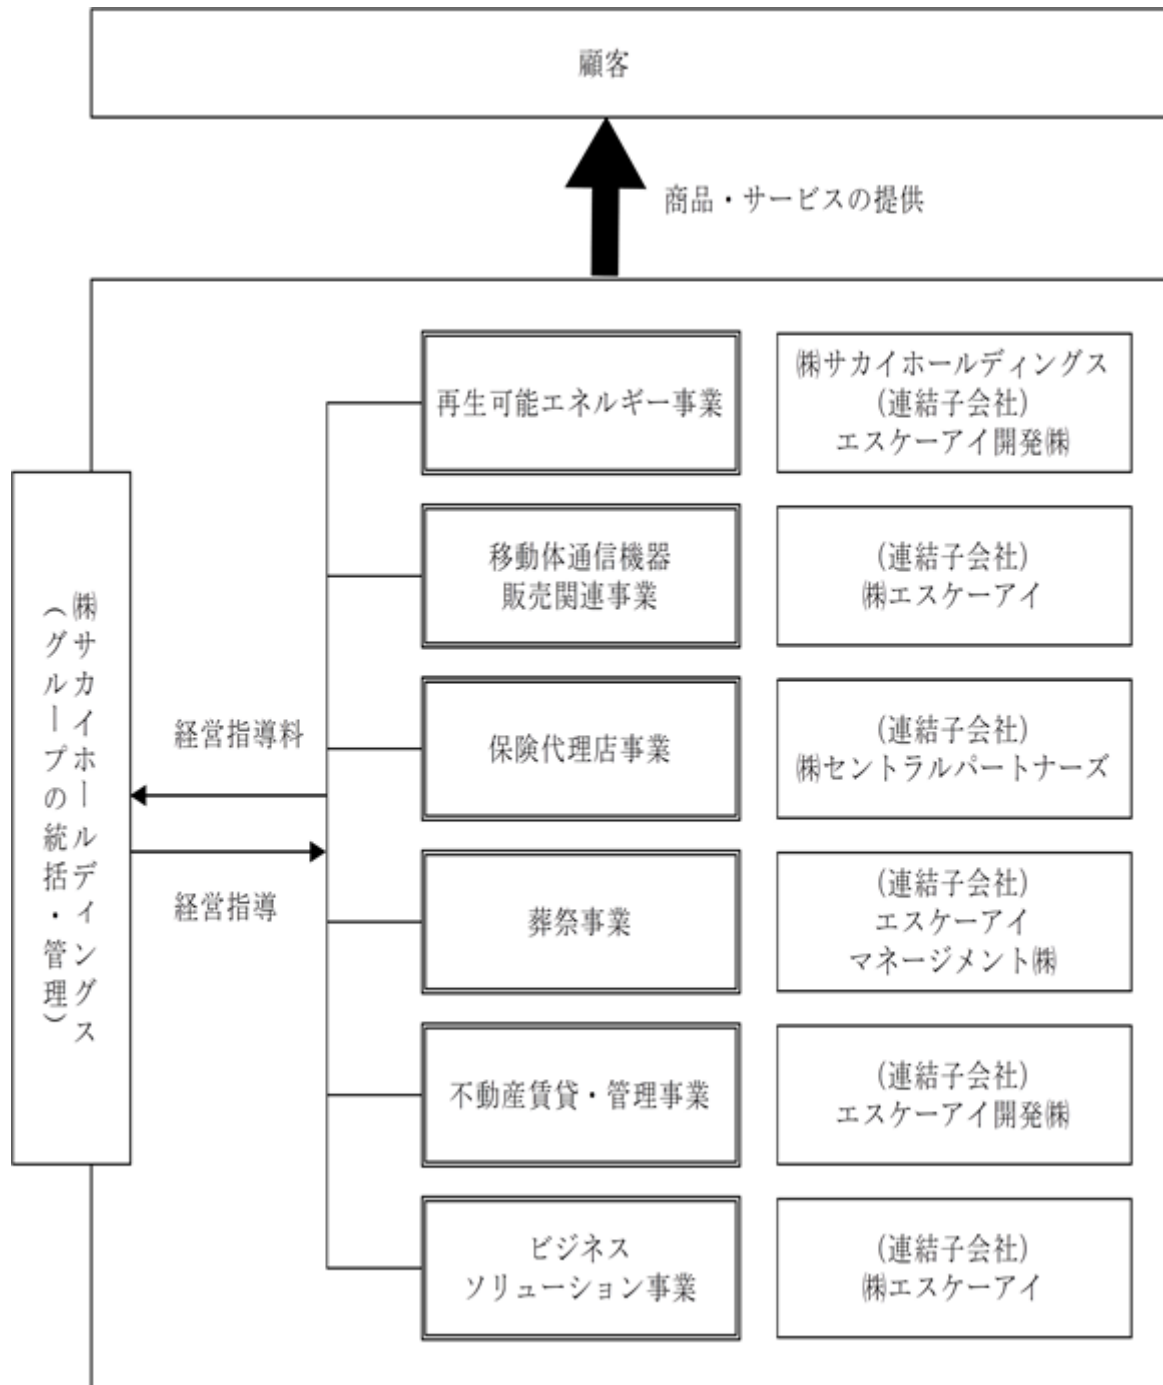 顧客
商品・サービスの提供
再生可能エネルギー事業
㈱サカイホールディングス
(連結子会社)
エスケーアイ開発㈱
移動体通信機器
販売関連事業
(連結子会社)
㈱エスケーアイ
㈱サカイホールディングス
(グループの統括・管理)
経営指導料
経営指導
保険代理店事業
(連結子会社)
㈱セントラルパートナーズ
葬祭事業
(連結子会社)
エスケーアイ
マネージメント㈱
不動産賃貸・管理事業
(連結子会社)
エスケーアイ開発㈱
ビジネス
ソリューション事業
(連結子会社)
㈱エスケーアイ